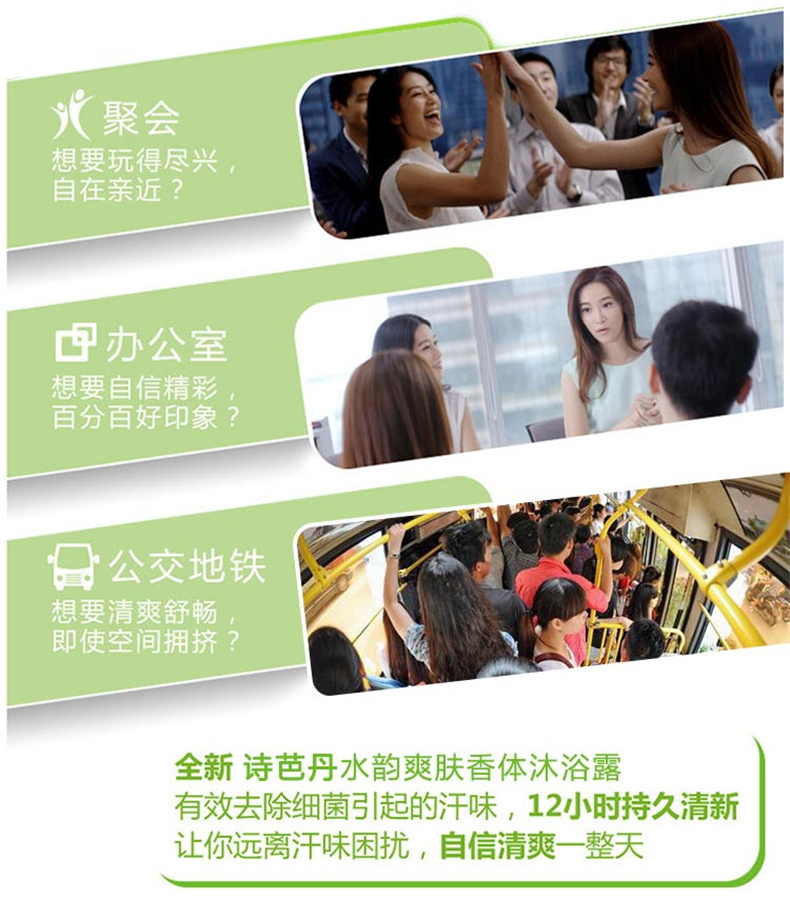 聚会
想要玩得尽兴，
自在亲近？
办公室
想要自信精彩，
百分百好印象？
公交地铁
想要清爽舒畅，
即使空间拥挤？
全新 诗芭丹水韵爽肤香体沐浴露
有效去除细菌引起的汗味，12小时持久清新
让你远离汗味困扰，自信清爽一整天